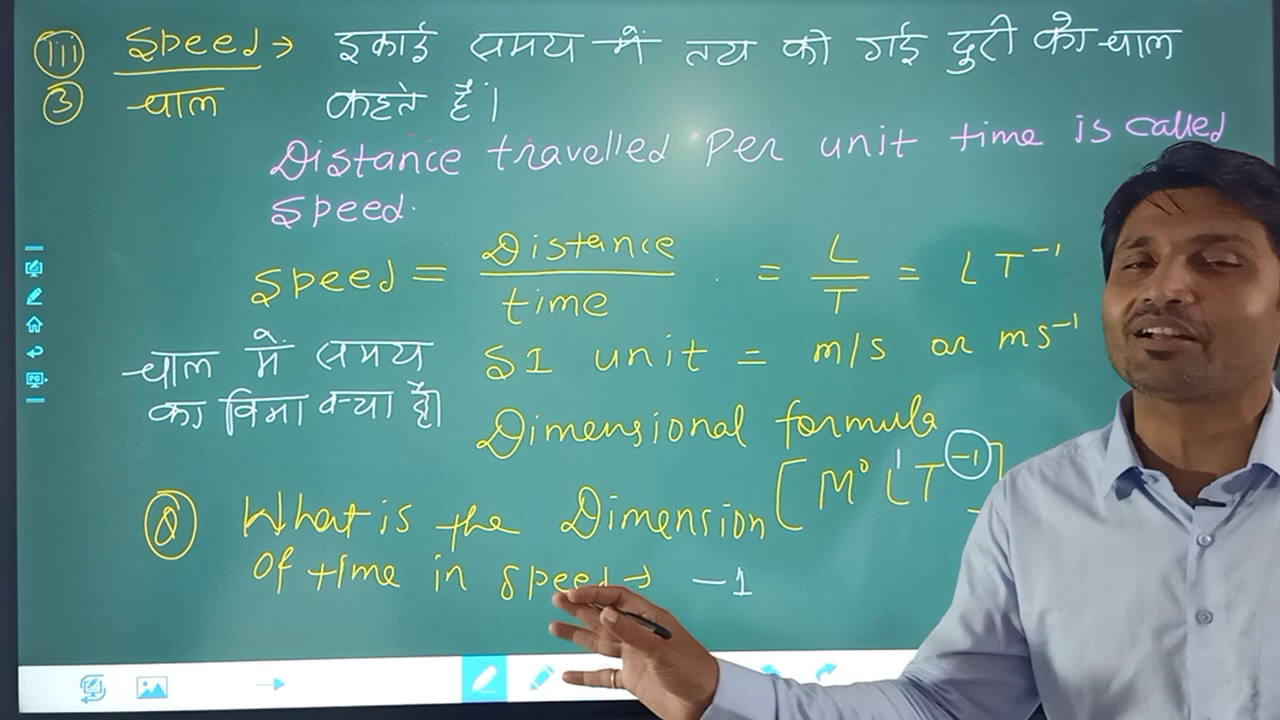 (iii) Speed → इकाई समय में तय की गई दुरी को चाल
(3) चाल कहते हैं।
Distance travelled Per unit time is called
speed.
speed = Distance / time = L / T = L T⁻¹
चाल में समय SI unit = m/s or ms⁻¹
का विमा क्या है। Dimensional formula
[M⁰ L¹ T⁻¹]
(Q) What is the Dimension
of time in speed → -1